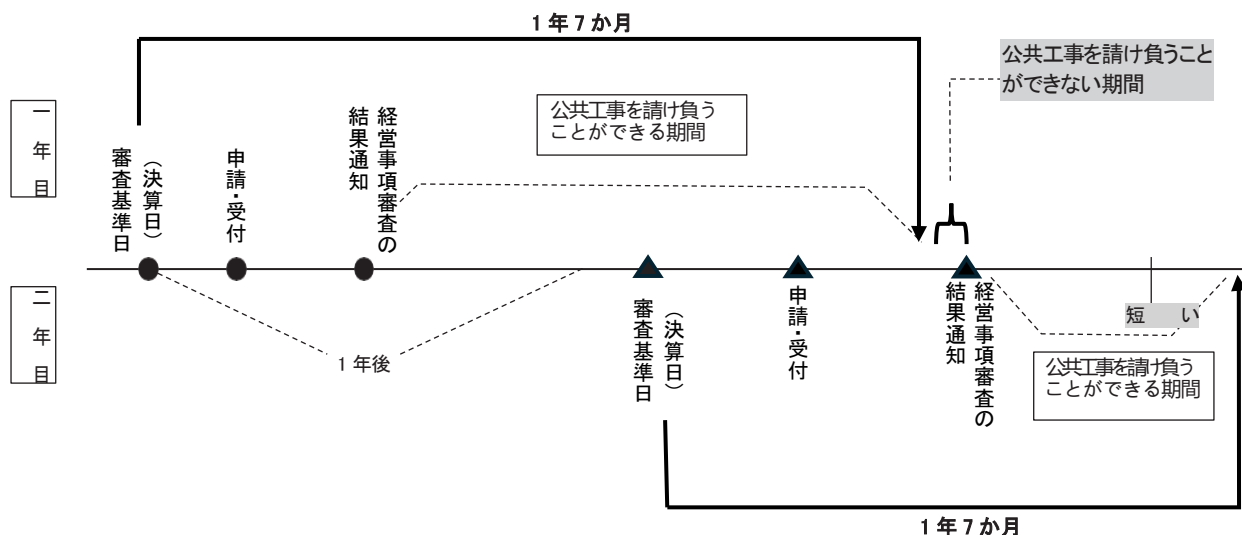 1年7か月
公共工事を請け負うこと
ができない期間
公共工事を請け負う
ことができる期間
一年目
審査基準日
（決算日）
申請・受付
経営事項審査の
結果通知
二年目
1年後
審査基準日
（決算日）
申請・受付
経営事項審査の
結果通知
短い
公共工事を請け負う
ことができる期間
1年7か月